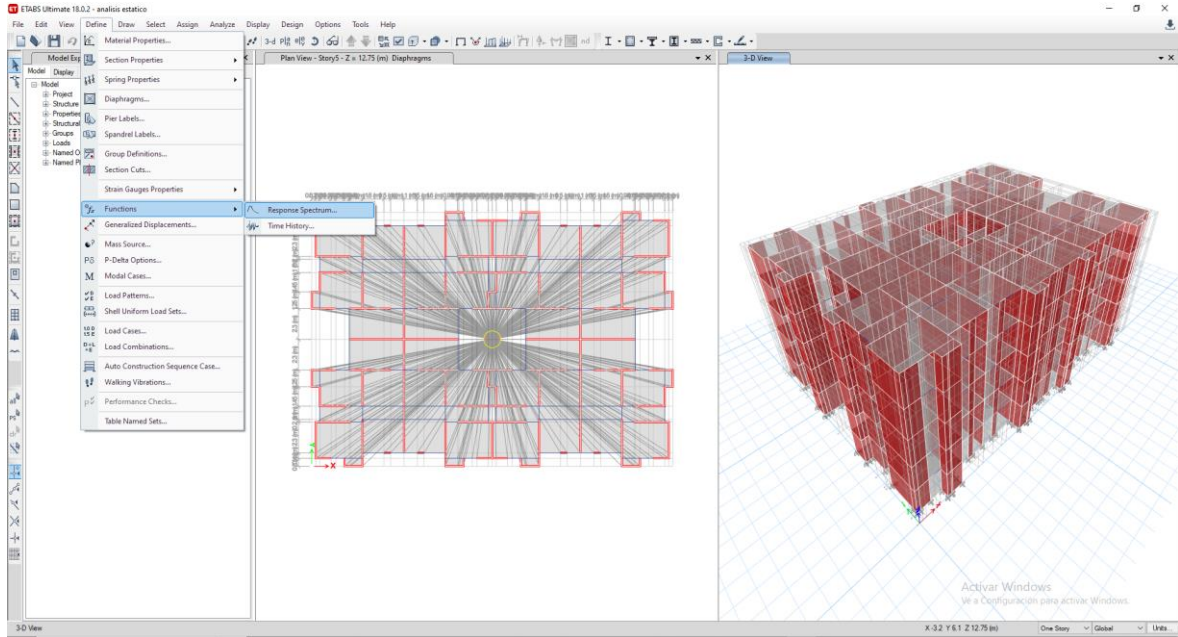 ETABS Ultimate 18.0.2 - analisis estatico
File Edit View Define Draw Select Assign Analyze Display Design Options Tools Help
Model Exp
Plan View - Story5 - Z = 12.75 (m) Diaphragms
3-D View
Model Display
Model
Project
Structure
Properties
Structural
Groups
Loads
Named O
Named Pl
Material Properties...
Section Properties
Spring Properties
Diaphragms...
Pier Labels...
Spandrel Labels...
Group Definitions...
Section Cuts...
Strain Gauges Properties
Functions
Response Spectrum...
Time History...
Generalized Displacements...
Mass Source...
P-Delta Options...
Modal Cases...
Load Patterns...
Shell Uniform Load Sets...
Load Cases...
Load Combinations...
Auto Construction Sequence Case...
Walking Vibrations...
Performance Checks...
Table Named Sets...
X
Activar Windows
Ve a Configuración para activar Windows.
3-D View
X -3.2 Y 6.1 Z 12.75 (m)
One Story
Global
Units...